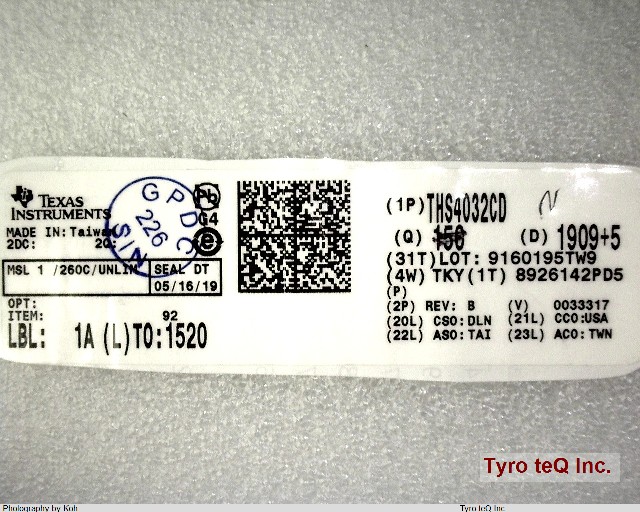 TEXAS
INSTRUMENTS
MADE IN: Taiwan
2DC: 2Q:
MSL 1 /260C/UNLIM
SEAL DT
05/16/19
OPT:
ITEM: 92
LBL: 1A (L)TO:1520
Pb
G4
e
GPDC
226
SIN
(1P)THS4032CD
(Q) 150 (D) 1909+5
(31T)LOT: 9160195TW9
(4W) TKY(1T) 8926142PD5
(P)
(2P) REV: B (V) 0033317
(20L) CSO:DLN (21L) CCO:USA
(22L) ASO:TAI (23L) ACO:TWN
Tyro teQ Inc.
Photography by Koh
Tyro teQ Inc